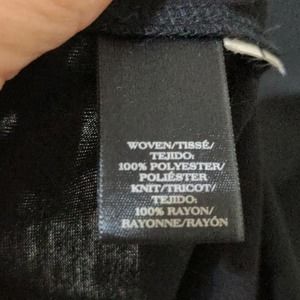 WOVEN/TISSÉ/
TEJIDO:
100% POLYESTER/
POLIÉSTER
KNIT/TRICOT/
TEJIDO:
100% RAYON/
RAYONNE/RAYÓN